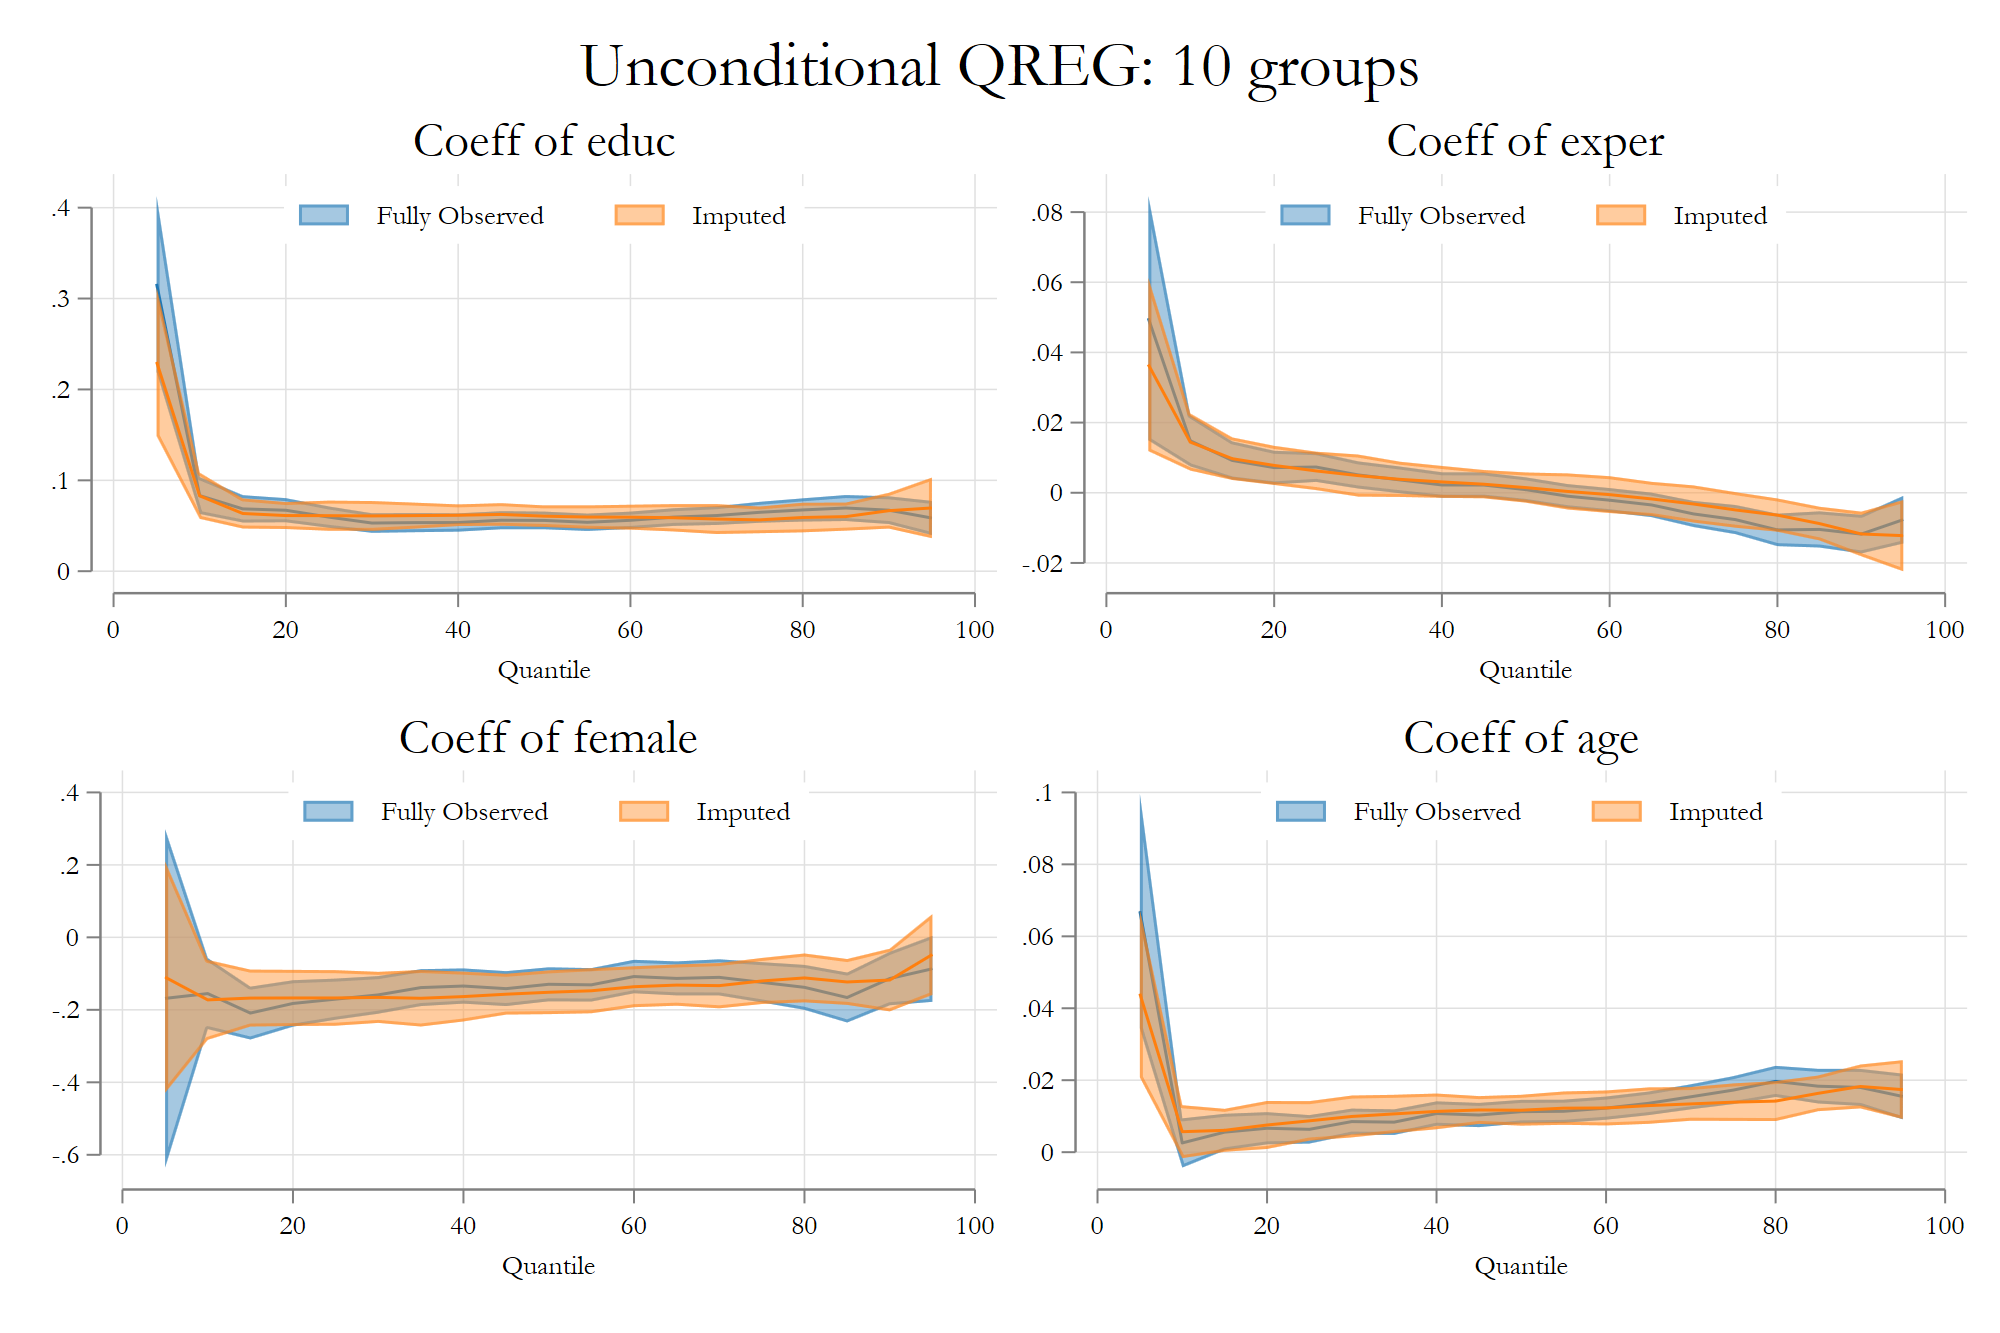 Unconditional QREG: 10 groups
Coeff of educ
Fully Observed Imputed
.4
.3
.2
.1
0
0 20 40 60 80 100
Quantile
Coeff of exper
Fully Observed Imputed
.08
.06
.04
.02
0
-.02
0 20 40 60 80 100
Quantile
Coeff of female
Fully Observed Imputed
.4
.2
0
-.2
-.4
-.6
0 20 40 60 80 100
Quantile
Coeff of age
Fully Observed Imputed
.1
.08
.06
.04
.02
0
0 20 40 60 80 100
Quantile